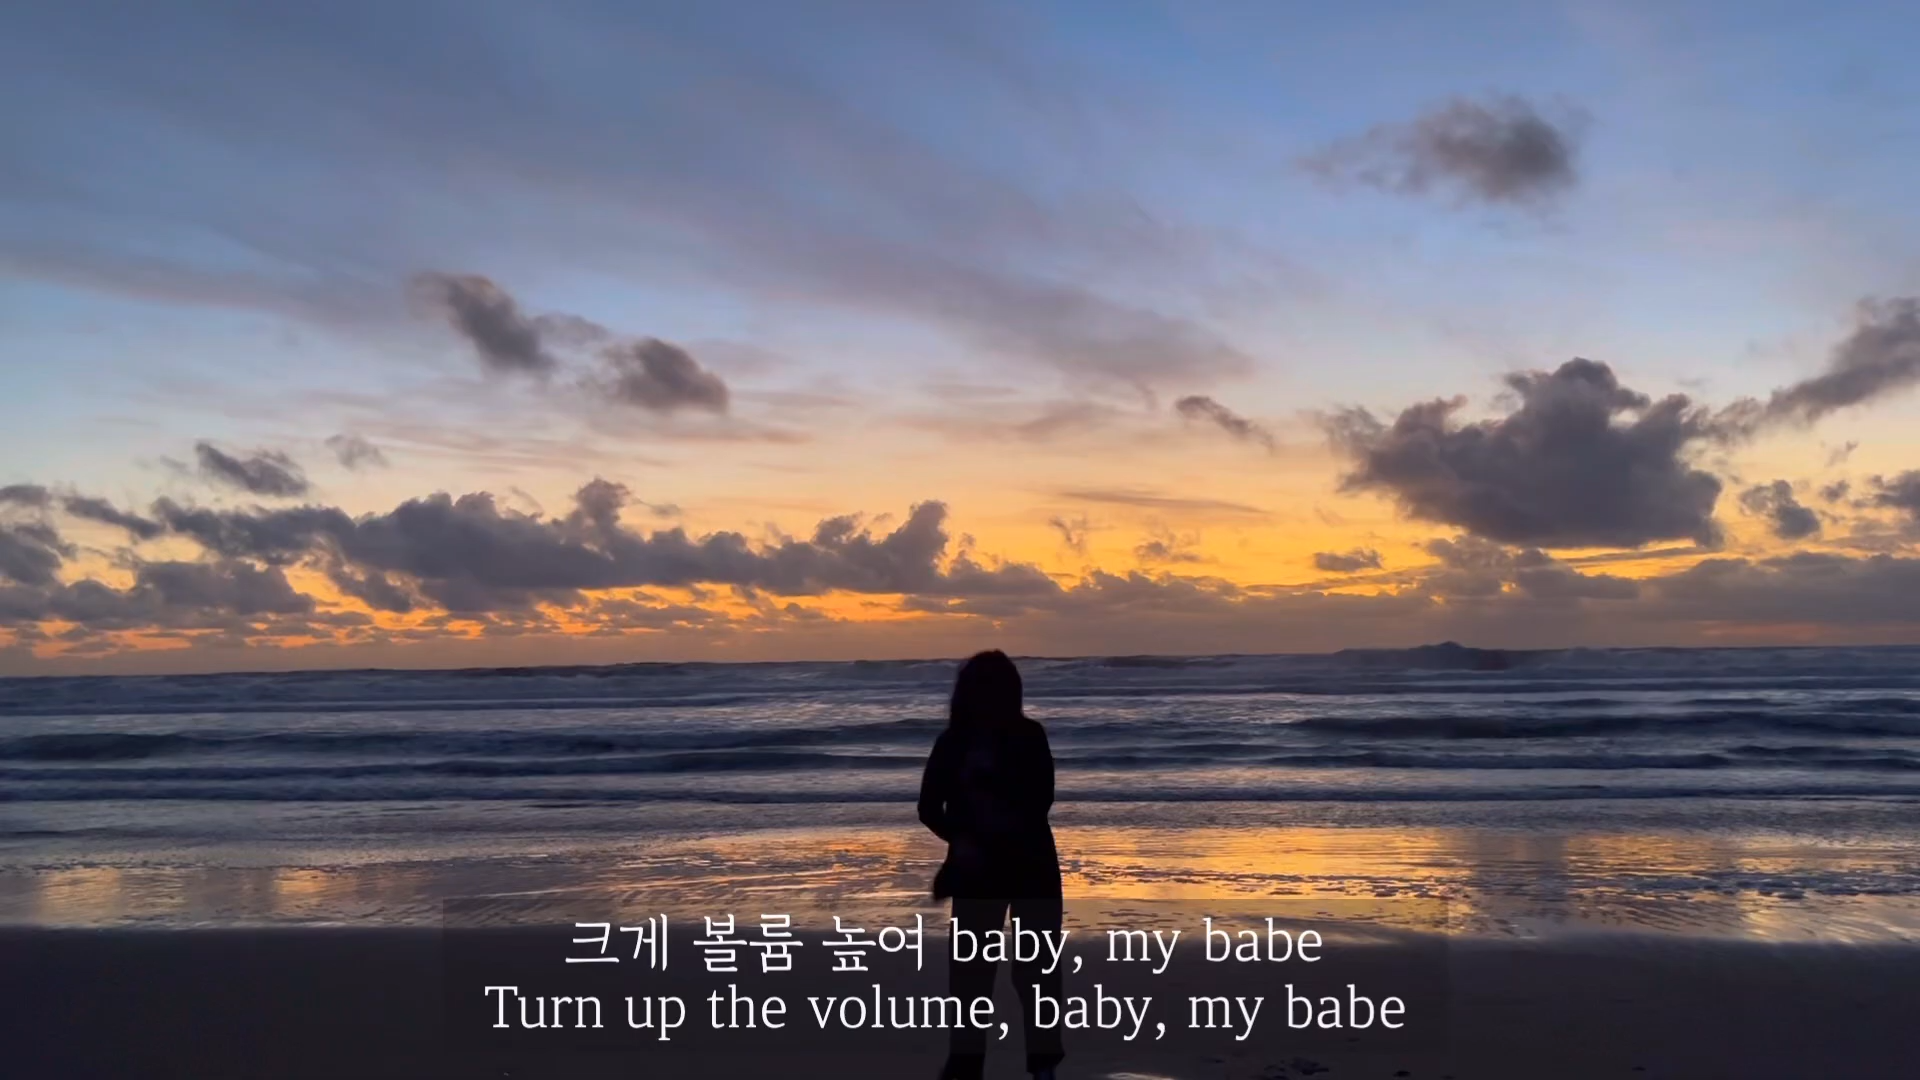 크게 볼륨 높여 baby, my babe
Turn up the volume, baby, my babe